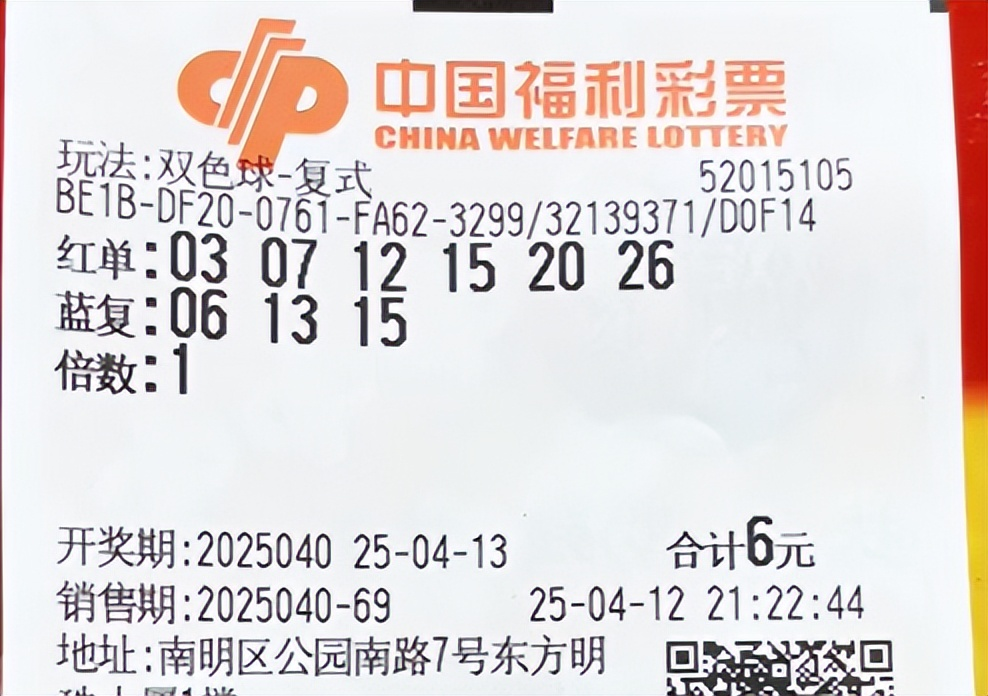 中国福利彩票
CHINA WELFARE LOTTERY
玩法:双色球-复式 52015105
BE1B-DF20-0761-FA62-3299/32139371/D0F14
红单:03 07 12 15 20 26
蓝复:06 13 15
倍数:1
开奖期:2025040 25-04-13 合计6元
销售期:2025040-69 25-04-12 21:22:44
地址:南明区公园南路7号东方明